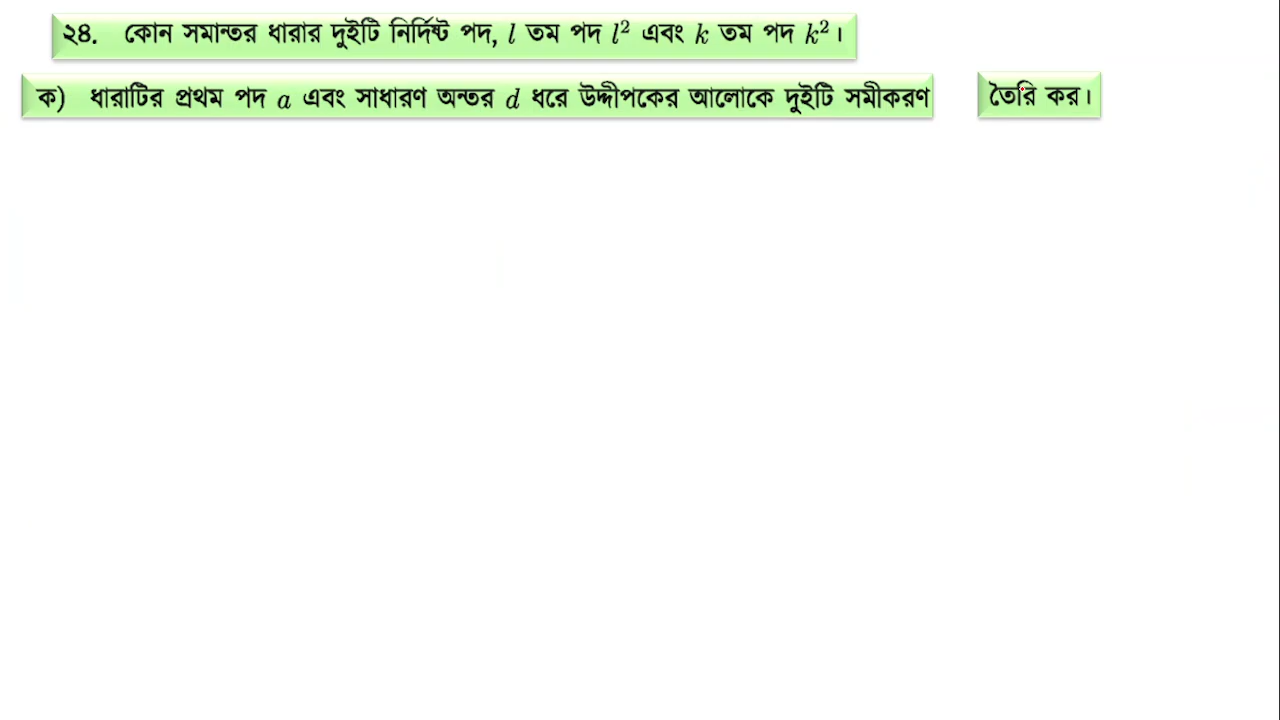 ২৪. কোন সমান্তর ধারার দুইটি নির্দিষ্ট পদ, l তম পদ l² এবং k তম পদ k²।
ক) ধারাটির প্রথম পদ a এবং সাধারণ অন্তর d ধরে উদ্দীপকের আলোকে দুইটি সমীকরণ তৈরি কর।